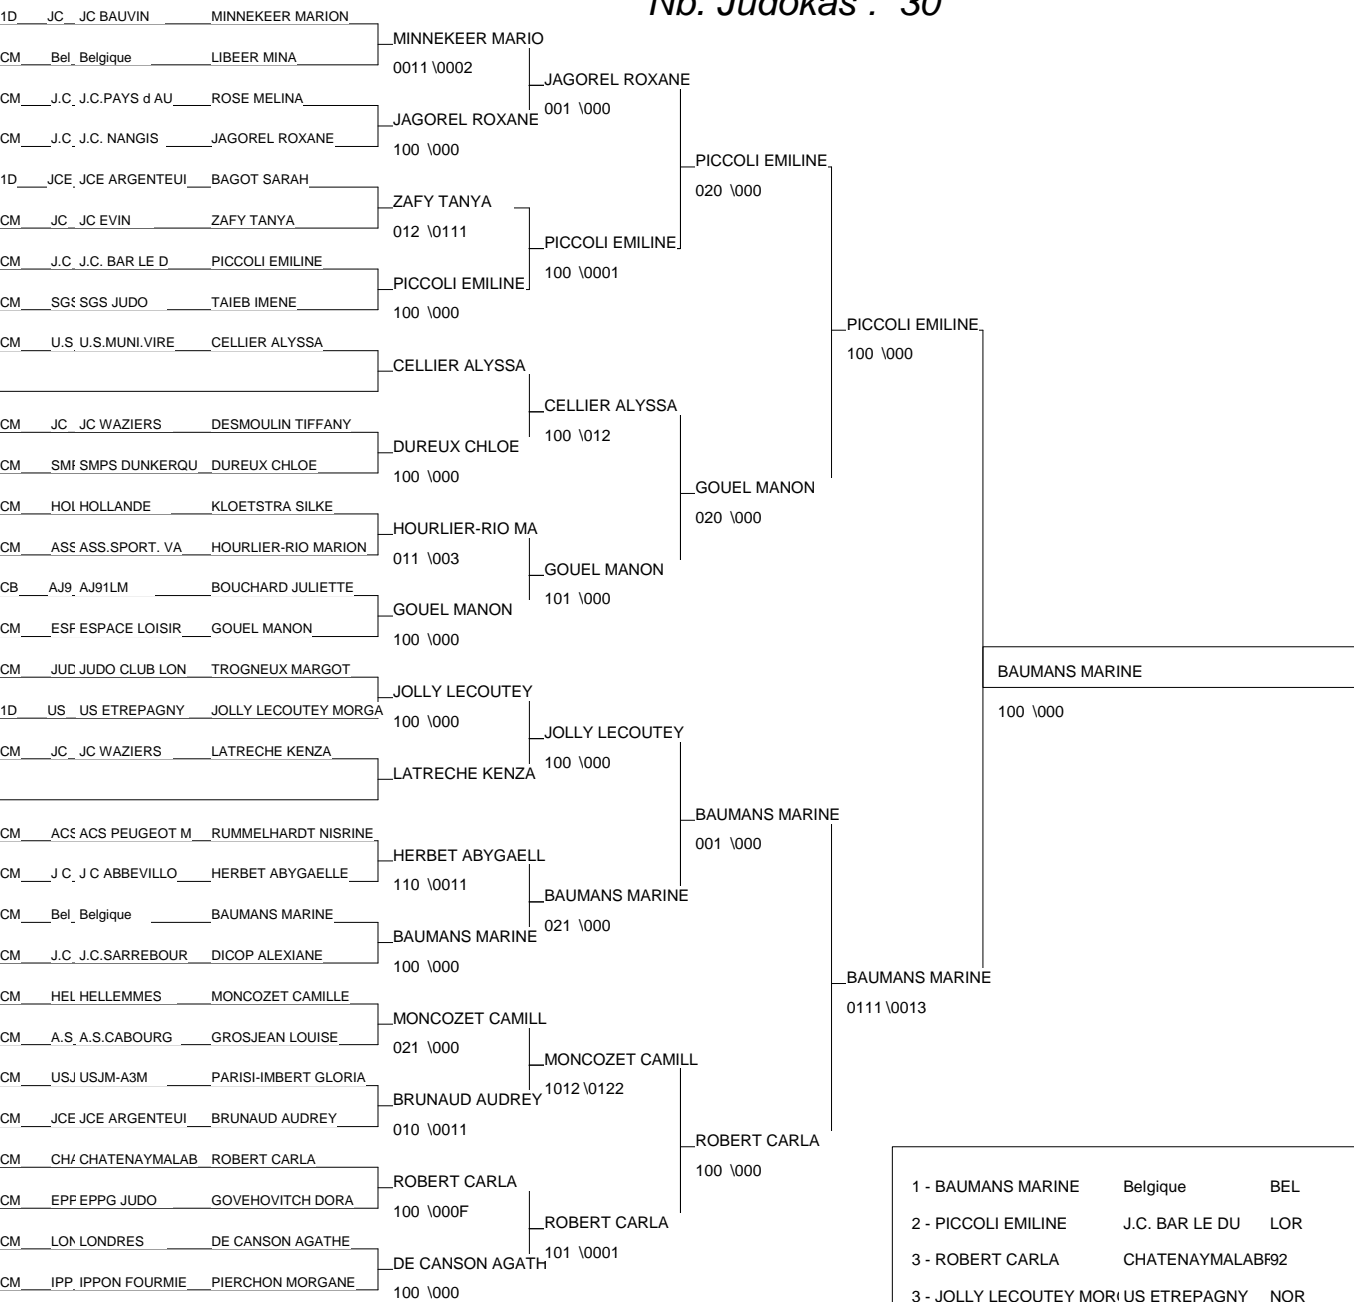 Nb. Judokas : 30
1D JC JC BAUVIN MINNEKEER MARION
CM Bel Belgique LIBEER MINA
CM J.C J.C.PAYS d AU ROSE MELINA
CM J.C J.C. NANGIS JAGOREL ROXANE
1D JCE JCE ARGENTEUI BAGOT SARAH
CM JC JC EVIN ZAFY TANYA
CM J.C J.C. BAR LE D PICCOLI EMILINE
CM SGS SGS JUDO TAIEB IMENE
CM U.S U.S.MUNI.VIRE CELLIER ALYSSA
CM JC JC WAZIERS DESMOULIN TIFFANY
CM SMF SMPS DUNKERQU DUREUX CHLOE
CM HOL HOLLANDE KLOETSTRA SILKE
CM ASS ASS.SPORT. VA HOURLIER-RIO MARION
CB AJ9 AJ91LM BOUCHARD JULIETTE
CM ESF ESPACE LOISIR GOUEL MANON
CM JUD JUDO CLUB LON TROGNEUX MARGOT
1D US US ETREPAGNY JOLLY LECOUTEY MORGA
CM JC JC WAZIERS LATRECHE KENZA
CM ACS ACS PEUGEOT M RUMMELHARDT NISRINE
CM J C J C ABBEVILLO HERBET ABYGAELLE
CM Bel Belgique BAUMANS MARINE
CM J.C J.C.SARREBOUR DICOP ALEXIANE
CM HEL HELLEMMES MONCOZET CAMILLE
CM A.S A.S.CABOURG GROSJEAN LOUISE
CM USJ USJM-A3M PARISI-IMBERT GLORIA
CM JCE JCE ARGENTEUI BRUNAUD AUDREY
CM CHA CHATENAYMALAB ROBERT CARLA
CM EPF EPPG JUDO GOVEHOVITCH DORA
CM LON LONDRES DE CANSON AGATHE
CM IPP IPPON FOURMIE PIERCHON MORGANE
MINNEKEER MARIO
0011 \0002
JAGOREL ROXANE
100 \000
ZAFY TANYA
012 \0111
PICCOLI EMILINE
100 \000
CELLIER ALYSSA
DUREUX CHLOE
100 \000
HOURLIER-RIO MA
011 \003
GOUEL MANON
100 \000
JOLLY LECOUTEY
100 \000
LATRECHE KENZA
HERBET ABYGAELL
110 \0011
BAUMANS MARINE
100 \000
MONCOZET CAMILL
021 \000
BRUNAUD AUDREY
010 \0011
ROBERT CARLA
100 \000F
DE CANSON AGATH
100 \000
JAGOREL ROXANE
001 \000
PICCOLI EMILINE
100 \0001
CELLIER ALYSSA
100 \012
GOUEL MANON
101 \000
JOLLY LECOUTEY
100 \000
BAUMANS MARINE
021 \000
MONCOZET CAMILL
1012 \0122
ROBERT CARLA
101 \0001
PICCOLI EMILINE
020 \000
GOUEL MANON
020 \000
BAUMANS MARINE
001 \000
ROBERT CARLA
100 \000
PICCOLI EMILINE
100 \000
BAUMANS MARINE
0111 \0013
BAUMANS MARINE
100 \000
1 - BAUMANS MARINE Belgique BEL
2 - PICCOLI EMILINE J.C. BAR LE DU LOR
3 - ROBERT CARLA CHATENAYMALABF 92
3 - JOLLY LECOUTEY MORG US ETREPAGNY NOR